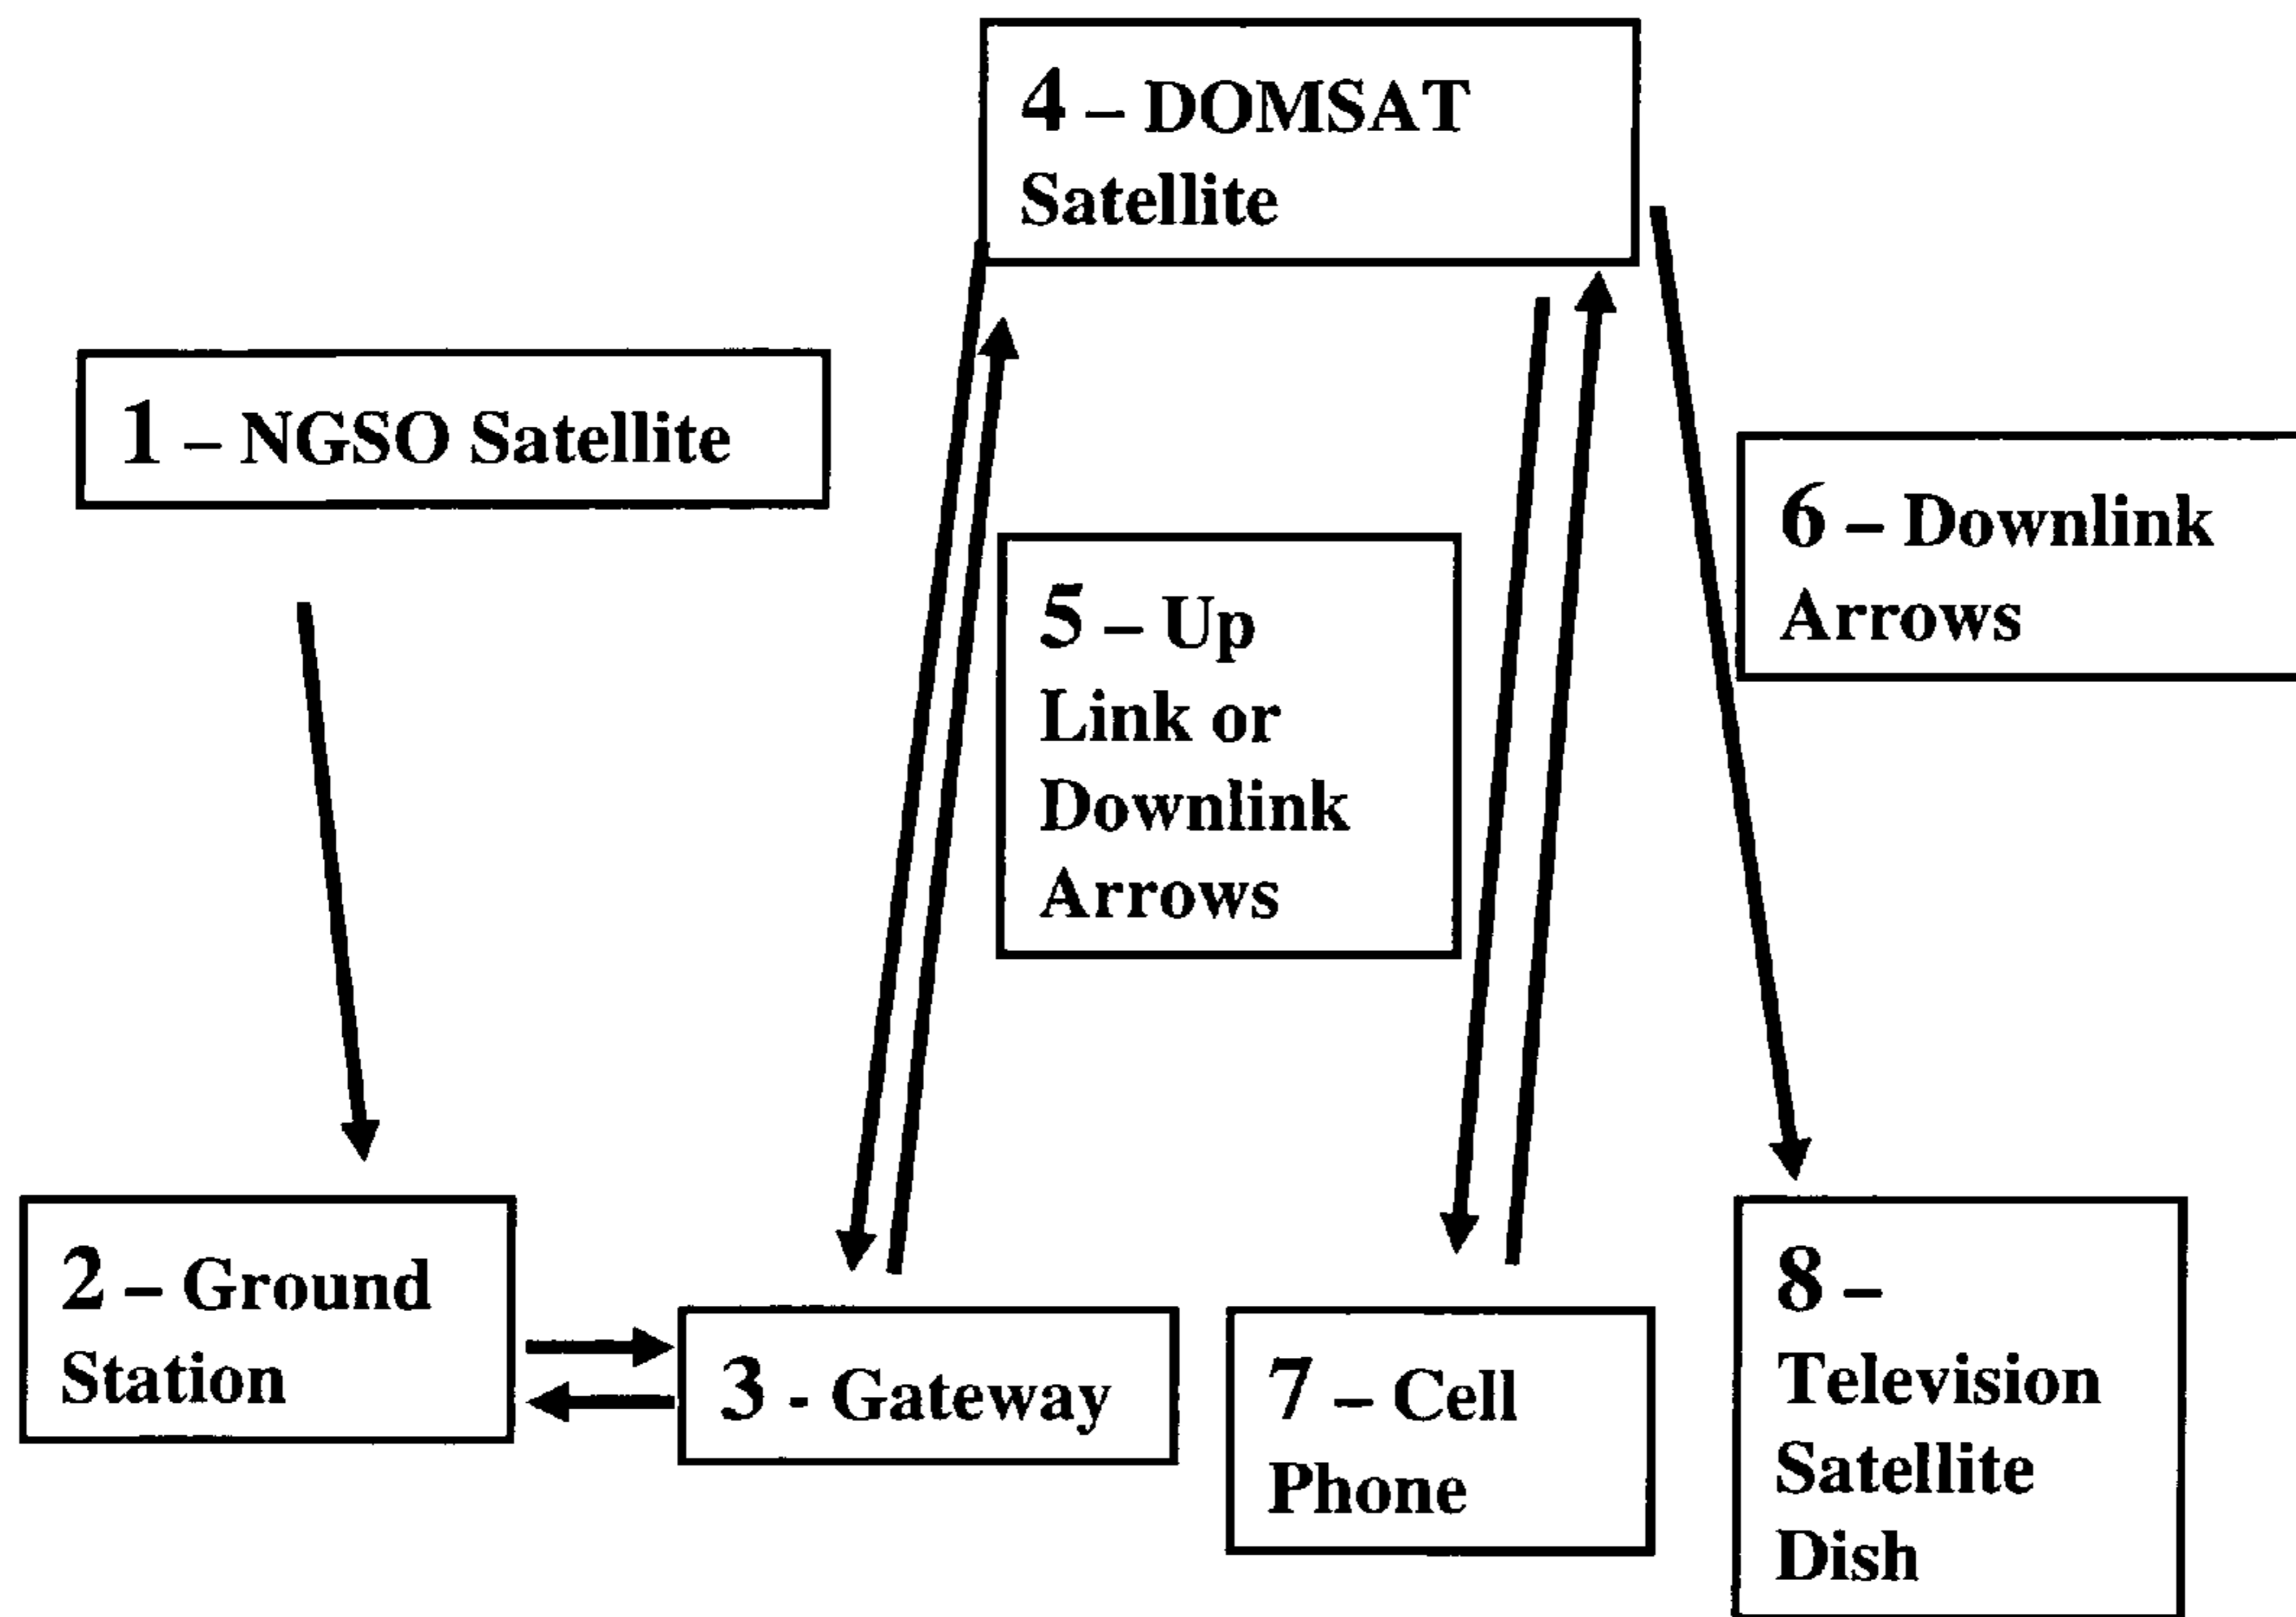 4 – DOMSAT
Satellite
1 – NGSO Satellite
6 – Downlink
Arrows
5 – Up
Link or
Downlink
Arrows
2 – Ground
Station
3 - Gateway
7 – Cell
Phone
8 –
Television
Satellite
Dish